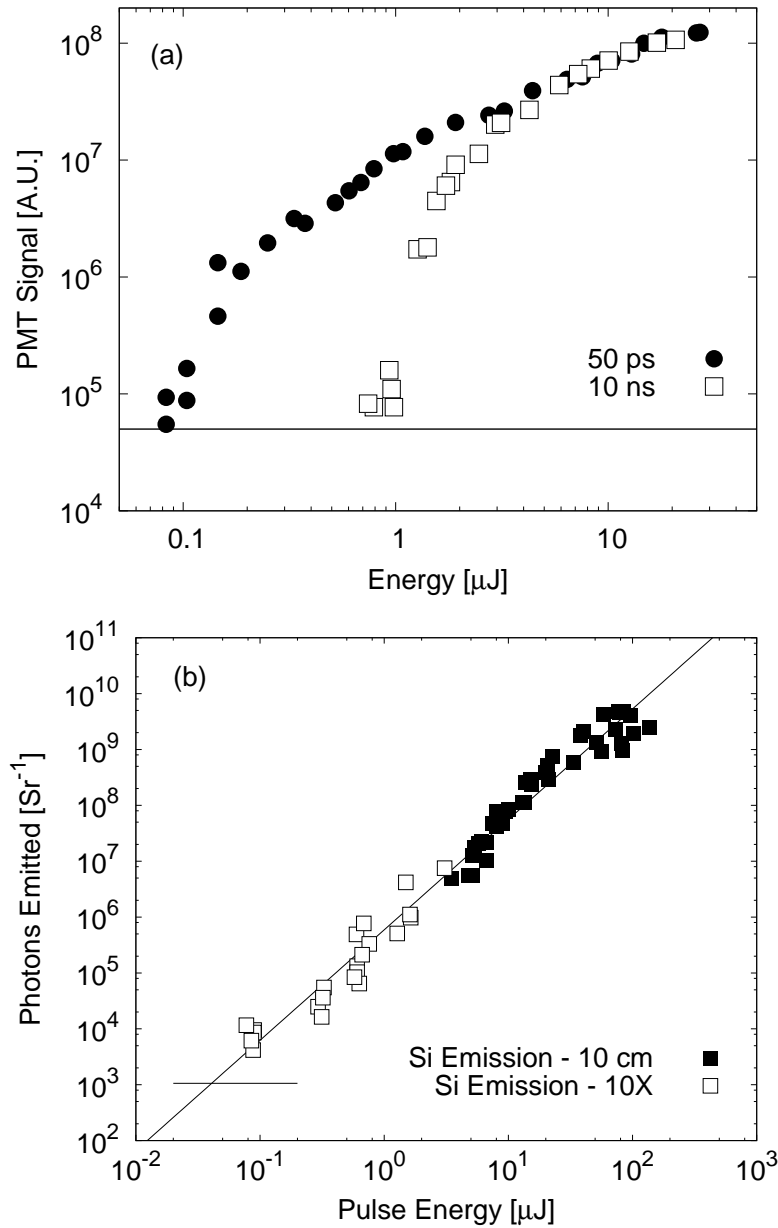 (a)
PMT Signal [A.U.]
10^8
10^7
10^6
10^5
10^4
50 ps
10 ns
0.1 1 10
Energy [μJ]
(b)
Photons Emitted [Sr^-1]
10^11
10^10
10^9
10^8
10^7
10^6
10^5
10^4
10^3
10^2
Si Emission - 10 cm
Si Emission - 10X
10^-2 10^-1 10^0 10^1 10^2 10^3
Pulse Energy [μJ]